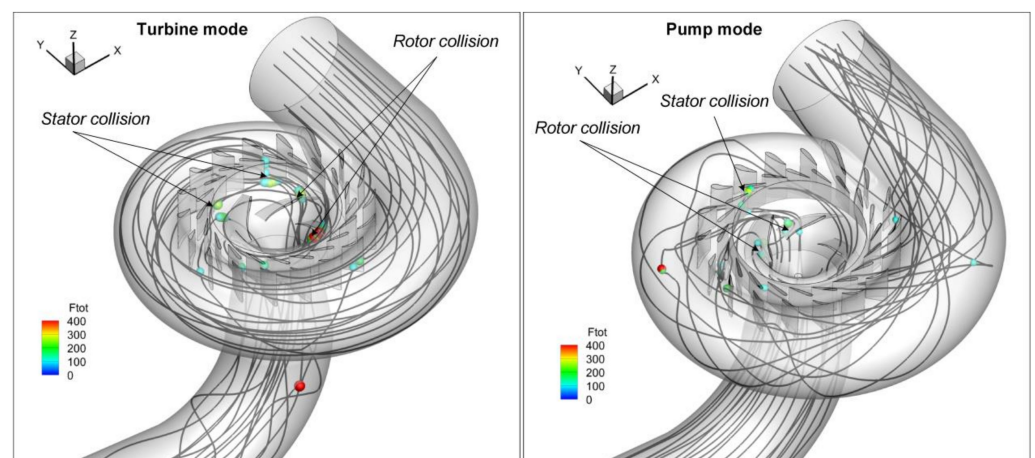 Turbine mode
Z
Y
X
Rotor collision
Stator collision
Ftot
400
300
200
100
0
Pump mode
Z
Y
X
Stator collision
Rotor collision
Ftot
400
300
200
100
0